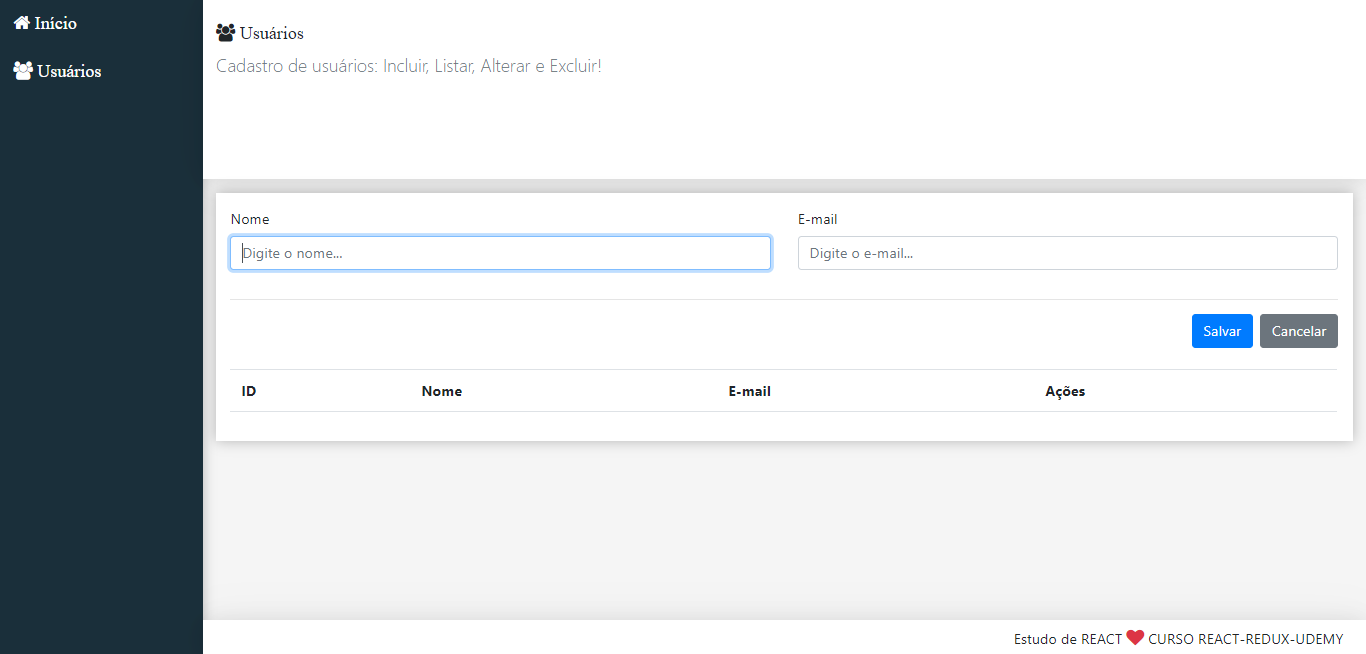 Início
Usuários
Usuários
Cadastro de usuários: Incluir, Listar, Alterar e Excluir!
Nome
E-mail
Digite o nome...
Digite o e-mail...
Salvar
Cancelar
ID Nome E-mail Ações
Estudo de REACT CURSO REACT-REDUX-UDEMY